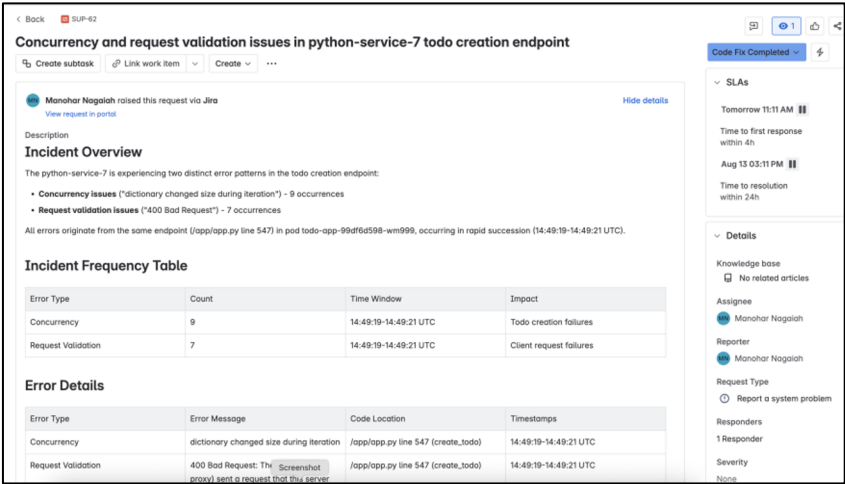 Back SUP-62
1
Concurrency and request validation issues in python-service-7 todo creation endpoint
Code Fix Completed
Create subtask Link work item Create ...
MN Manohar Nagaiah raised this request via Jira Hide details
View request in portal
Description
Incident Overview
The python-service-7 is experiencing two distinct error patterns in the todo creation endpoint:
• Concurrency issues ("dictionary changed size during iteration") - 9 occurrences
• Request validation issues ("400 Bad Request") - 7 occurrences
All errors originate from the same endpoint (/app/app.py line 547) in pod todo-app-99df6d598-wm999, occurring in rapid succession (14:49:19-14:49:21 UTC).
Incident Frequency Table
Error Type Count Time Window Impact
Concurrency 9 14:49:19-14:49:21 UTC Todo creation failures
Request Validation 7 14:49:19-14:49:21 UTC Client request failures
Error Details
Error Type Error Message Code Location Timestamps
Concurrency dictionary changed size during iteration /app/app.py line 547 (create_todo) 14:49:19-14:49:21 UTC
Request Validation 400 Bad Request: The /app/app.py line 547 (create_todo) 14:49:19-14:49:21 UTC
proxy) sent a request that this server
Screenshot
SLAs
Tomorrow 11:11 AM
Time to first response
within 4h
Aug 13 03:11 PM
Time to resolution
within 24h
Details
Knowledge base
No related articles
Assignee
MN Manohar Nagaiah
Reporter
MN Manohar Nagaiah
Request Type
Report a system problem
Responders
1 Responder
Severity
None